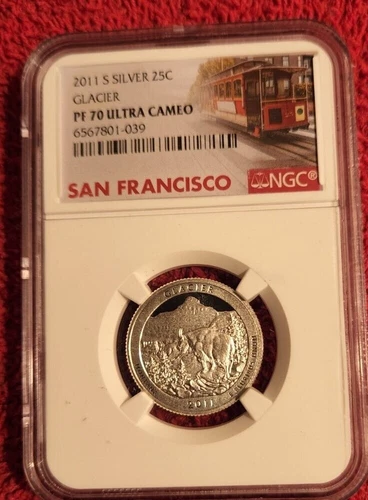 2011 S SILVER 25C
GLACIER
PF 70 ULTRA CAMEO
6567801-039
SAN FRANCISCO
NGC
GLACIER
2011